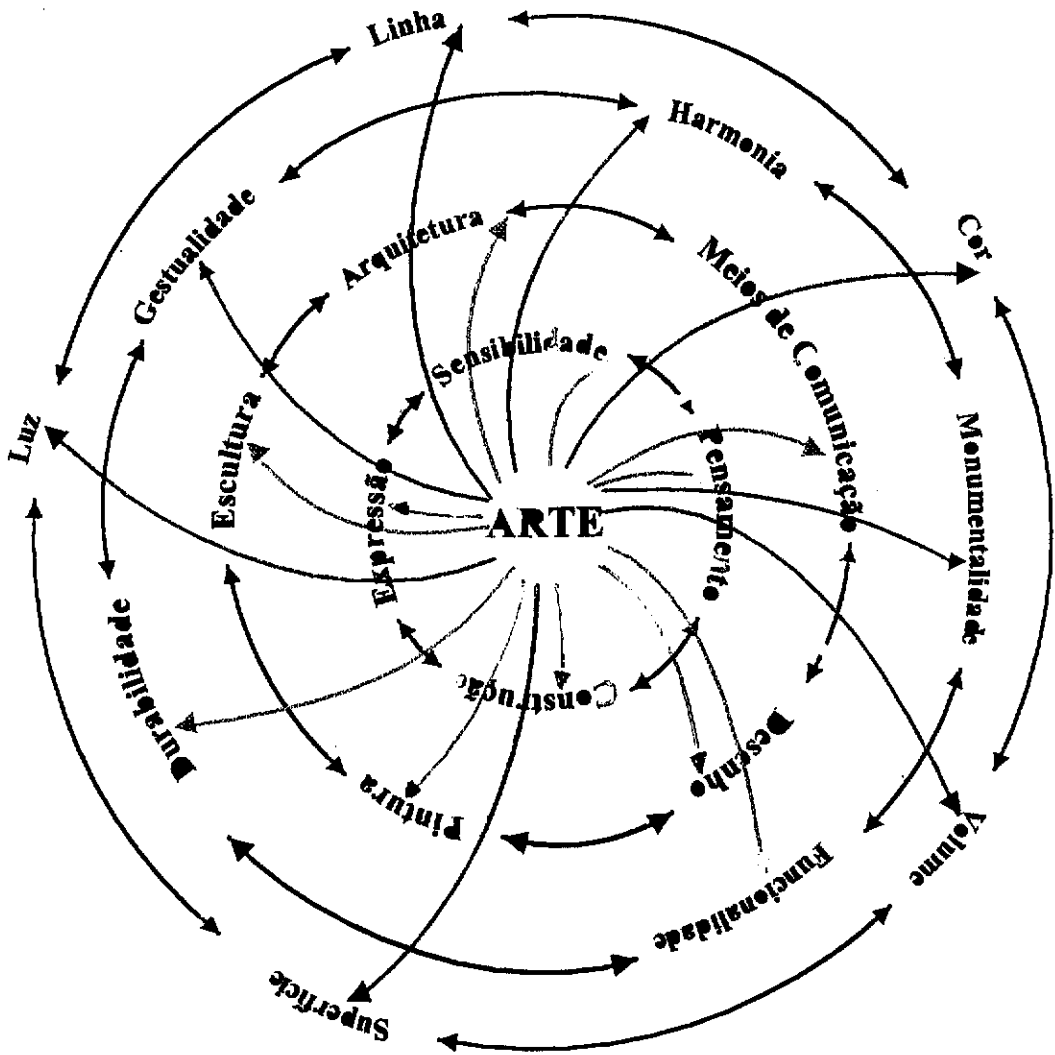 Linha
Harmonia
Cor
Gestualidade
Arquitetura
Meios de Comunicação
Sensibilidade
Luz
Escultura
Expressão
ARTE
Pensamento
Monumentalidade
Durabilidade
Construção
Pintura
Desenho
Volume
Funcionalidade
Superfície